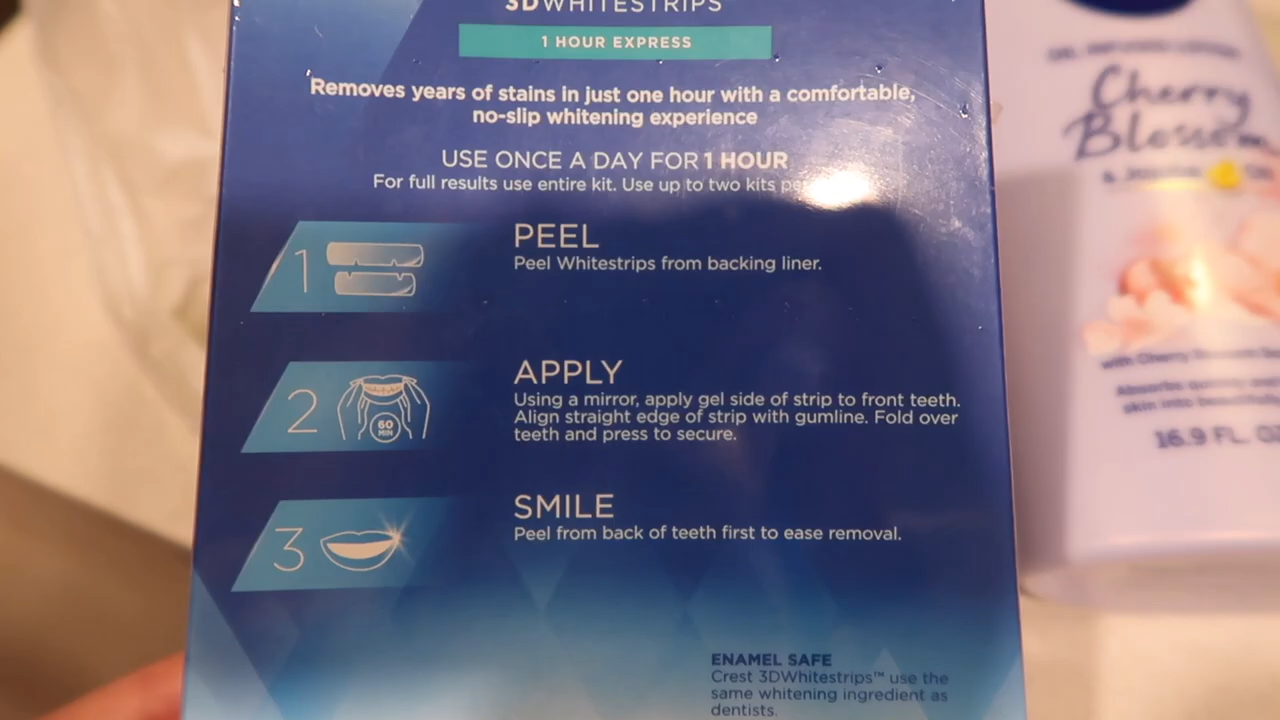 3DWHITESTRIPS
1 HOUR EXPRESS
Removes years of stains in just one hour with a comfortable,
no-slip whitening experience
USE ONCE A DAY FOR 1 HOUR
For full results use entire kit. Use up to two kits
1
PEEL
Peel Whitestrips from backing liner.
2
60
MIN
APPLY
Using a mirror, apply gel side of strip to front teeth.
Align straight edge of strip with gumline. Fold over
teeth and press to secure.
3
SMILE
Peel from back of teeth first to ease removal.
ENAMEL SAFE
Crest 3DWhitestrips™ use the
same whitening ingredient as
dentists.
Cherry
Blossom
16.9 FL. OZ